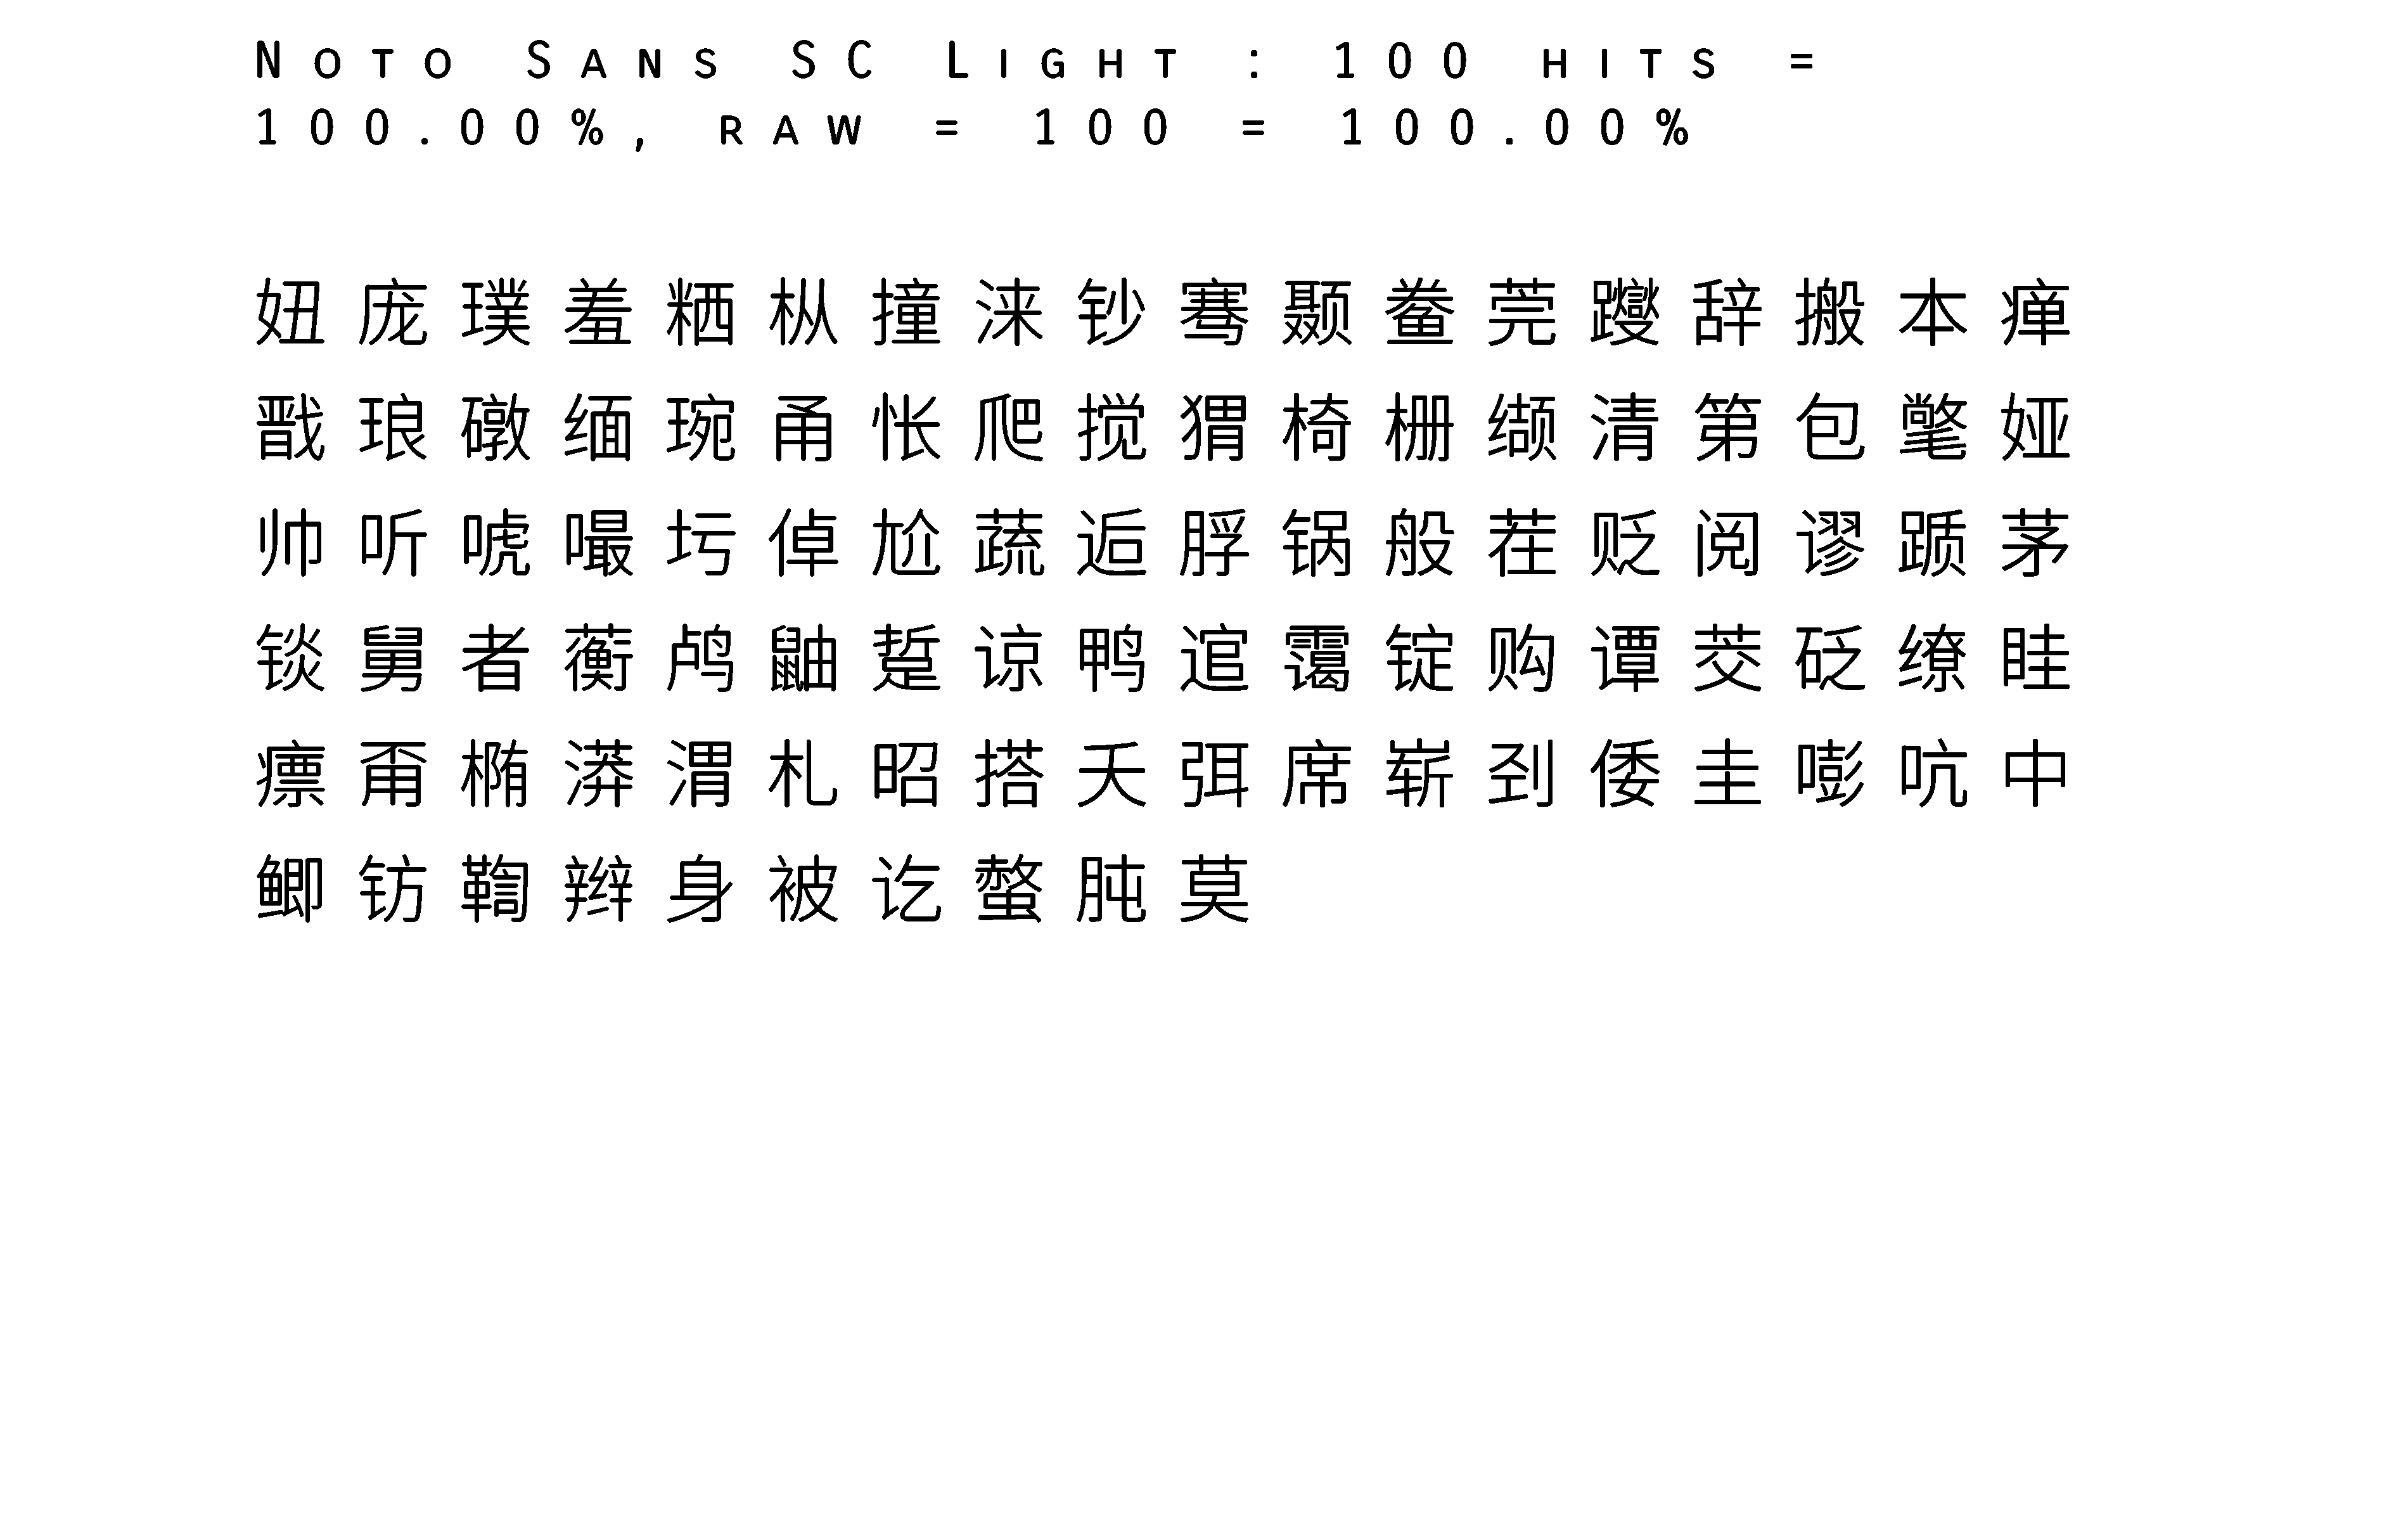 Noto Sans SC Light : 100 hits =
100.00%, raw = 100 = 100.00%
妞庞璞羞粞枞撞涞钞骞颞鲞莞躞辞搬本瘅
戬琅礅缅琬甬怅爬搅猬椅栅缬清第包氅娅
帅听唬嘬圬倬尬蔬逅脬锅般茬贬阅谬踬茅
锬舅者蘅鸬鼬踅谅鸭逭霭锭购谭茭砭缭眭
瘭甭椭漭渭札昭搭夭弭席崭刭倭圭嘭吭中
鲫钫鞫辫身被讫螯肫莫